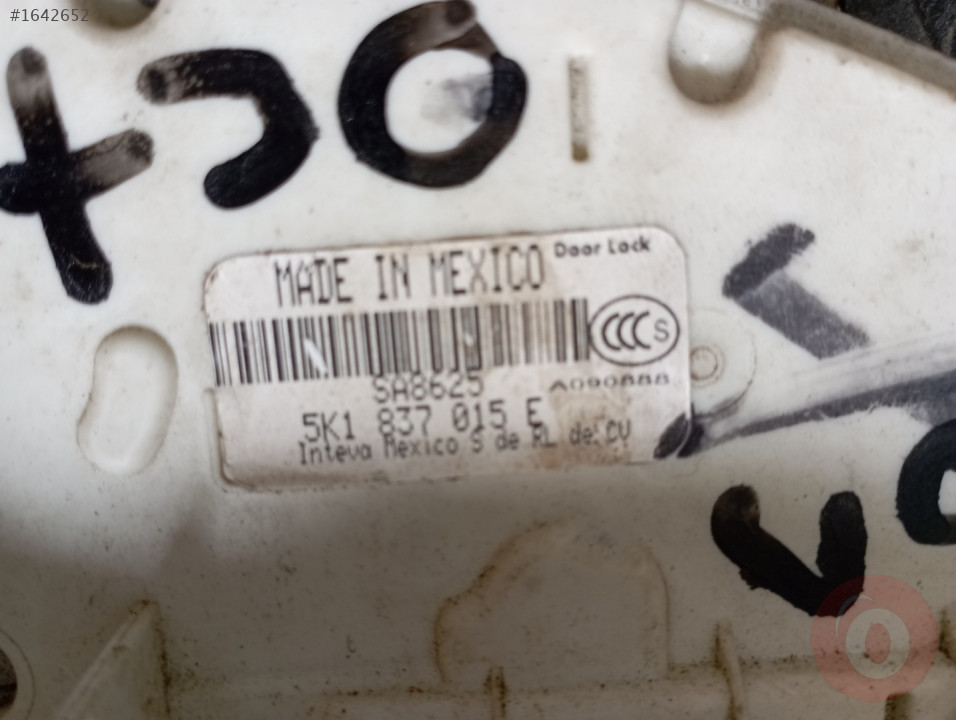 #1642652
MADE IN MEXICO
Door Lock
CCC S
SA8625
A090888
5K1 837 015 E
Inteva Mexico S de RL de CV